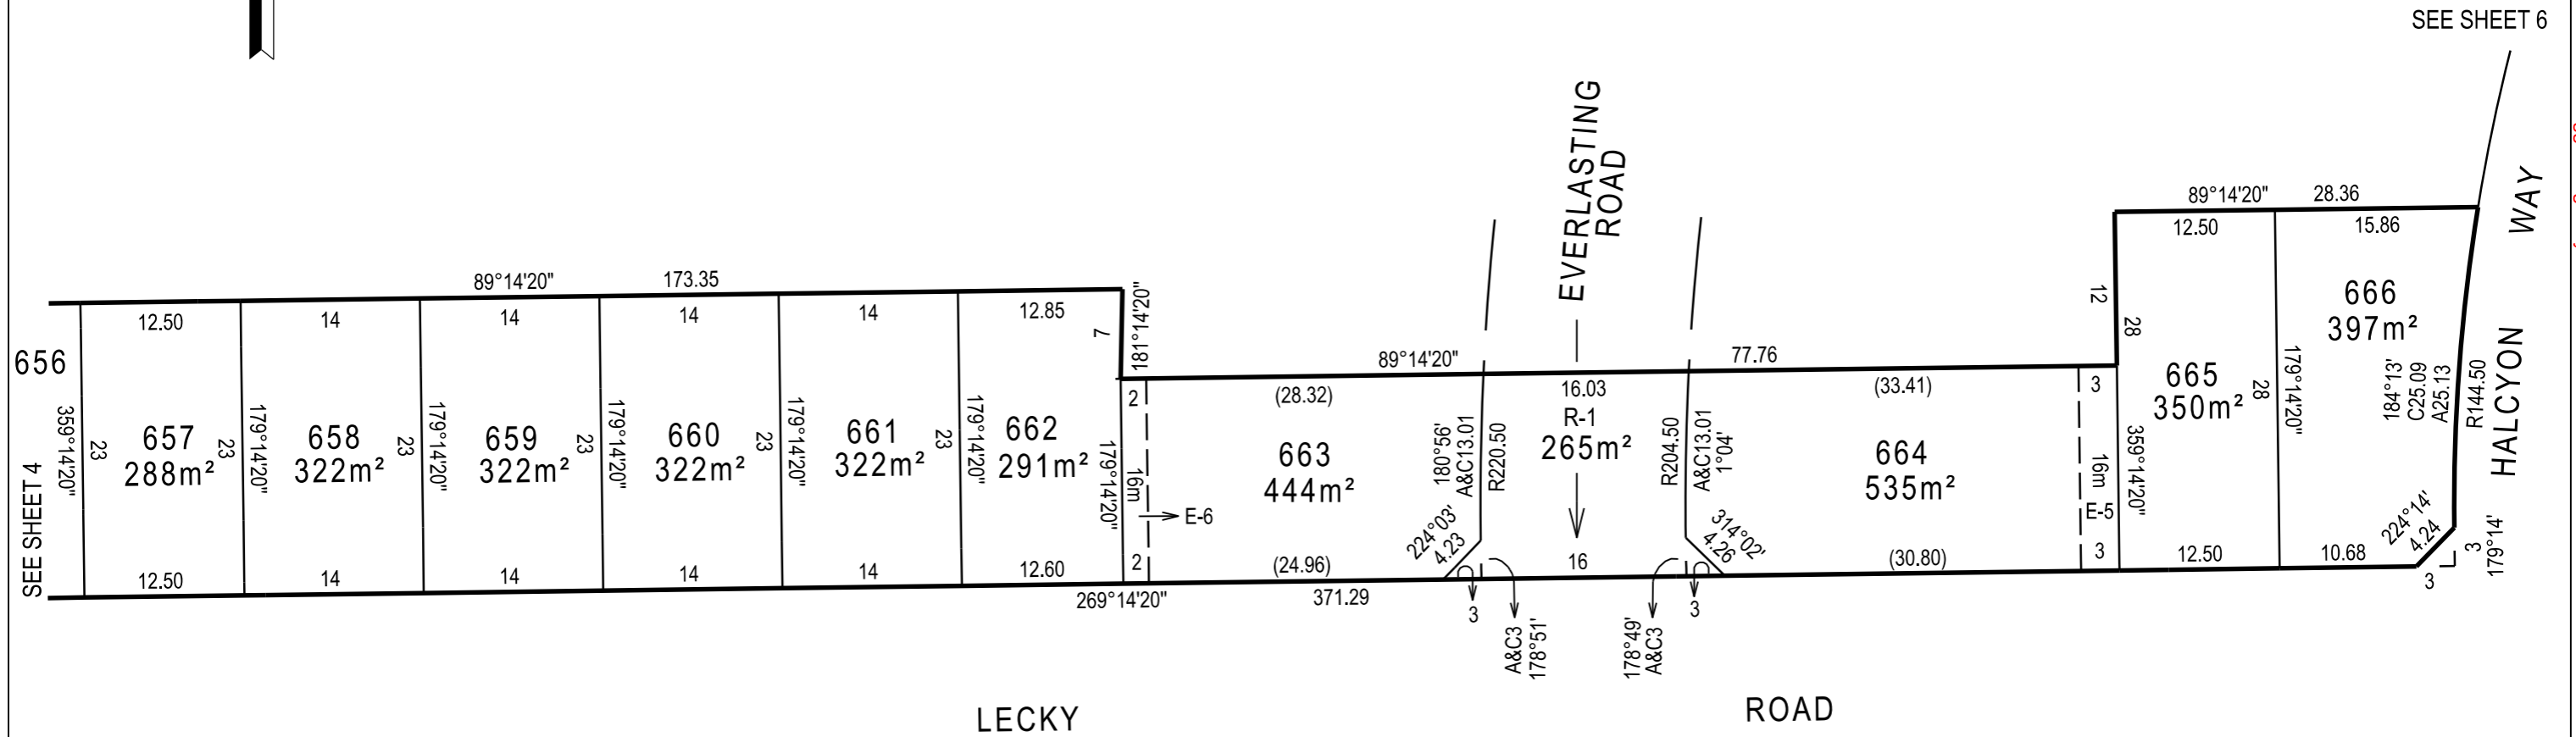 SEE SHEET 6
EVERLASTING
ROAD
HALCYON WAY
89°14'20" 28.36
12.50 15.86
89°14'20" 173.35
12.50 14 14 14 14 12.85
7
181°14'20"
12
28
89°14'20" 77.76
(28.32) 16.03 (33.41)
2 3
656
SEE SHEET 4
359°14'20"
23
657
288m²
23
179°14'20"
658
322m²
23
179°14'20"
659
322m²
23
179°14'20"
660
322m²
23
179°14'20"
661
322m²
23
179°14'20"
662
291m²
179°14'20"
16m
E-6
663
444m²
180°56'
A&C13.01
R220.50
R-1
265m²
R204.50
A&C13.01
1°04'
664
535m²
16m
E-5
359°14'20"
665
350m²
28
179°14'20"
666
397m²
184°13'
C25.09
A25.13
R144.50
224°03'
4.23
314°02'
4.26
224°14'
4.24
3
179°14'
3
12.50 14 14 14 14 12.60 2 (24.96) 16 (30.80) 3 12.50 10.68
269°14'20" 371.29
3
A&C3
178°51'
178°49'
A&C3
3
LECKY ROAD